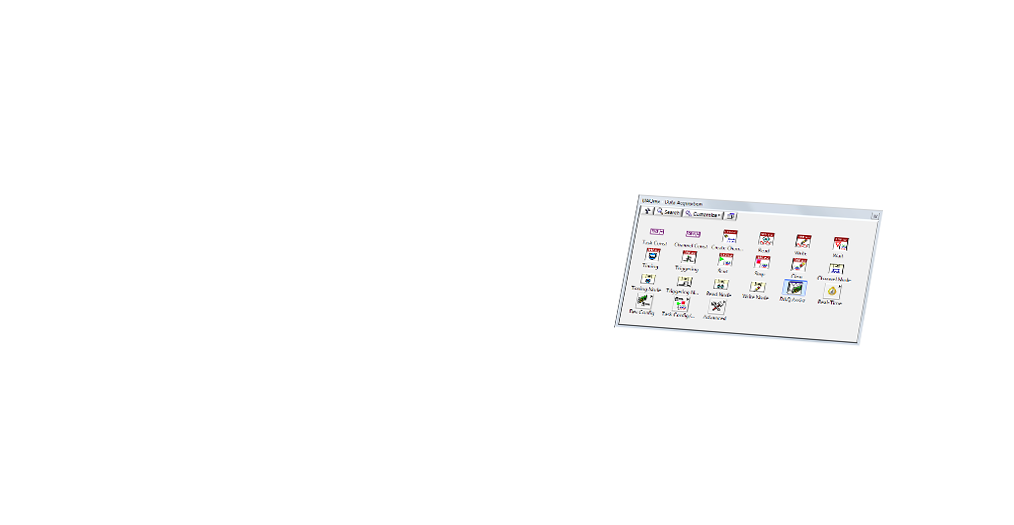 DAQmx - Data Acquisition
Search Customize
Task Const Channel Const Create Chan... Read Write Wait
Timing Triggering Start Stop Clear Channel Node
Timing Node Triggering N... Read Node Write Node DAQ Assist Real-Time
Dev Config Task Config/... Advanced